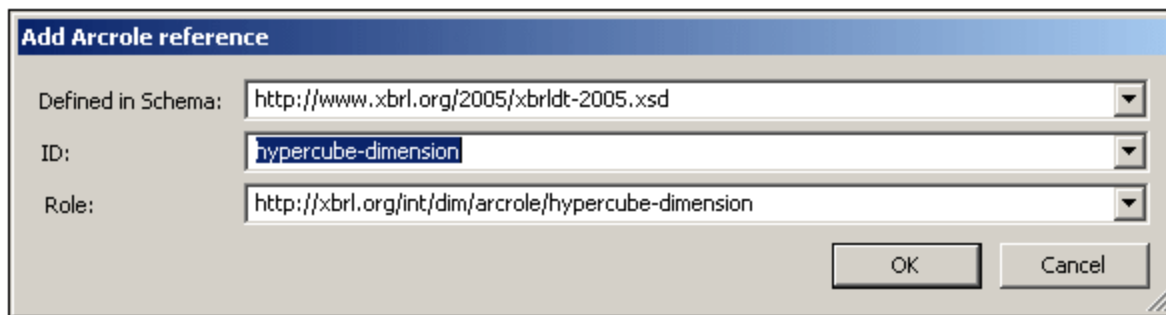 Add Arcrole reference
Defined in Schema: http://www.xbrl.org/2005/xbrldt-2005.xsd
ID: hypercube-dimension
Role: http://xbrl.org/int/dim/arcrole/hypercube-dimension
OK Cancel